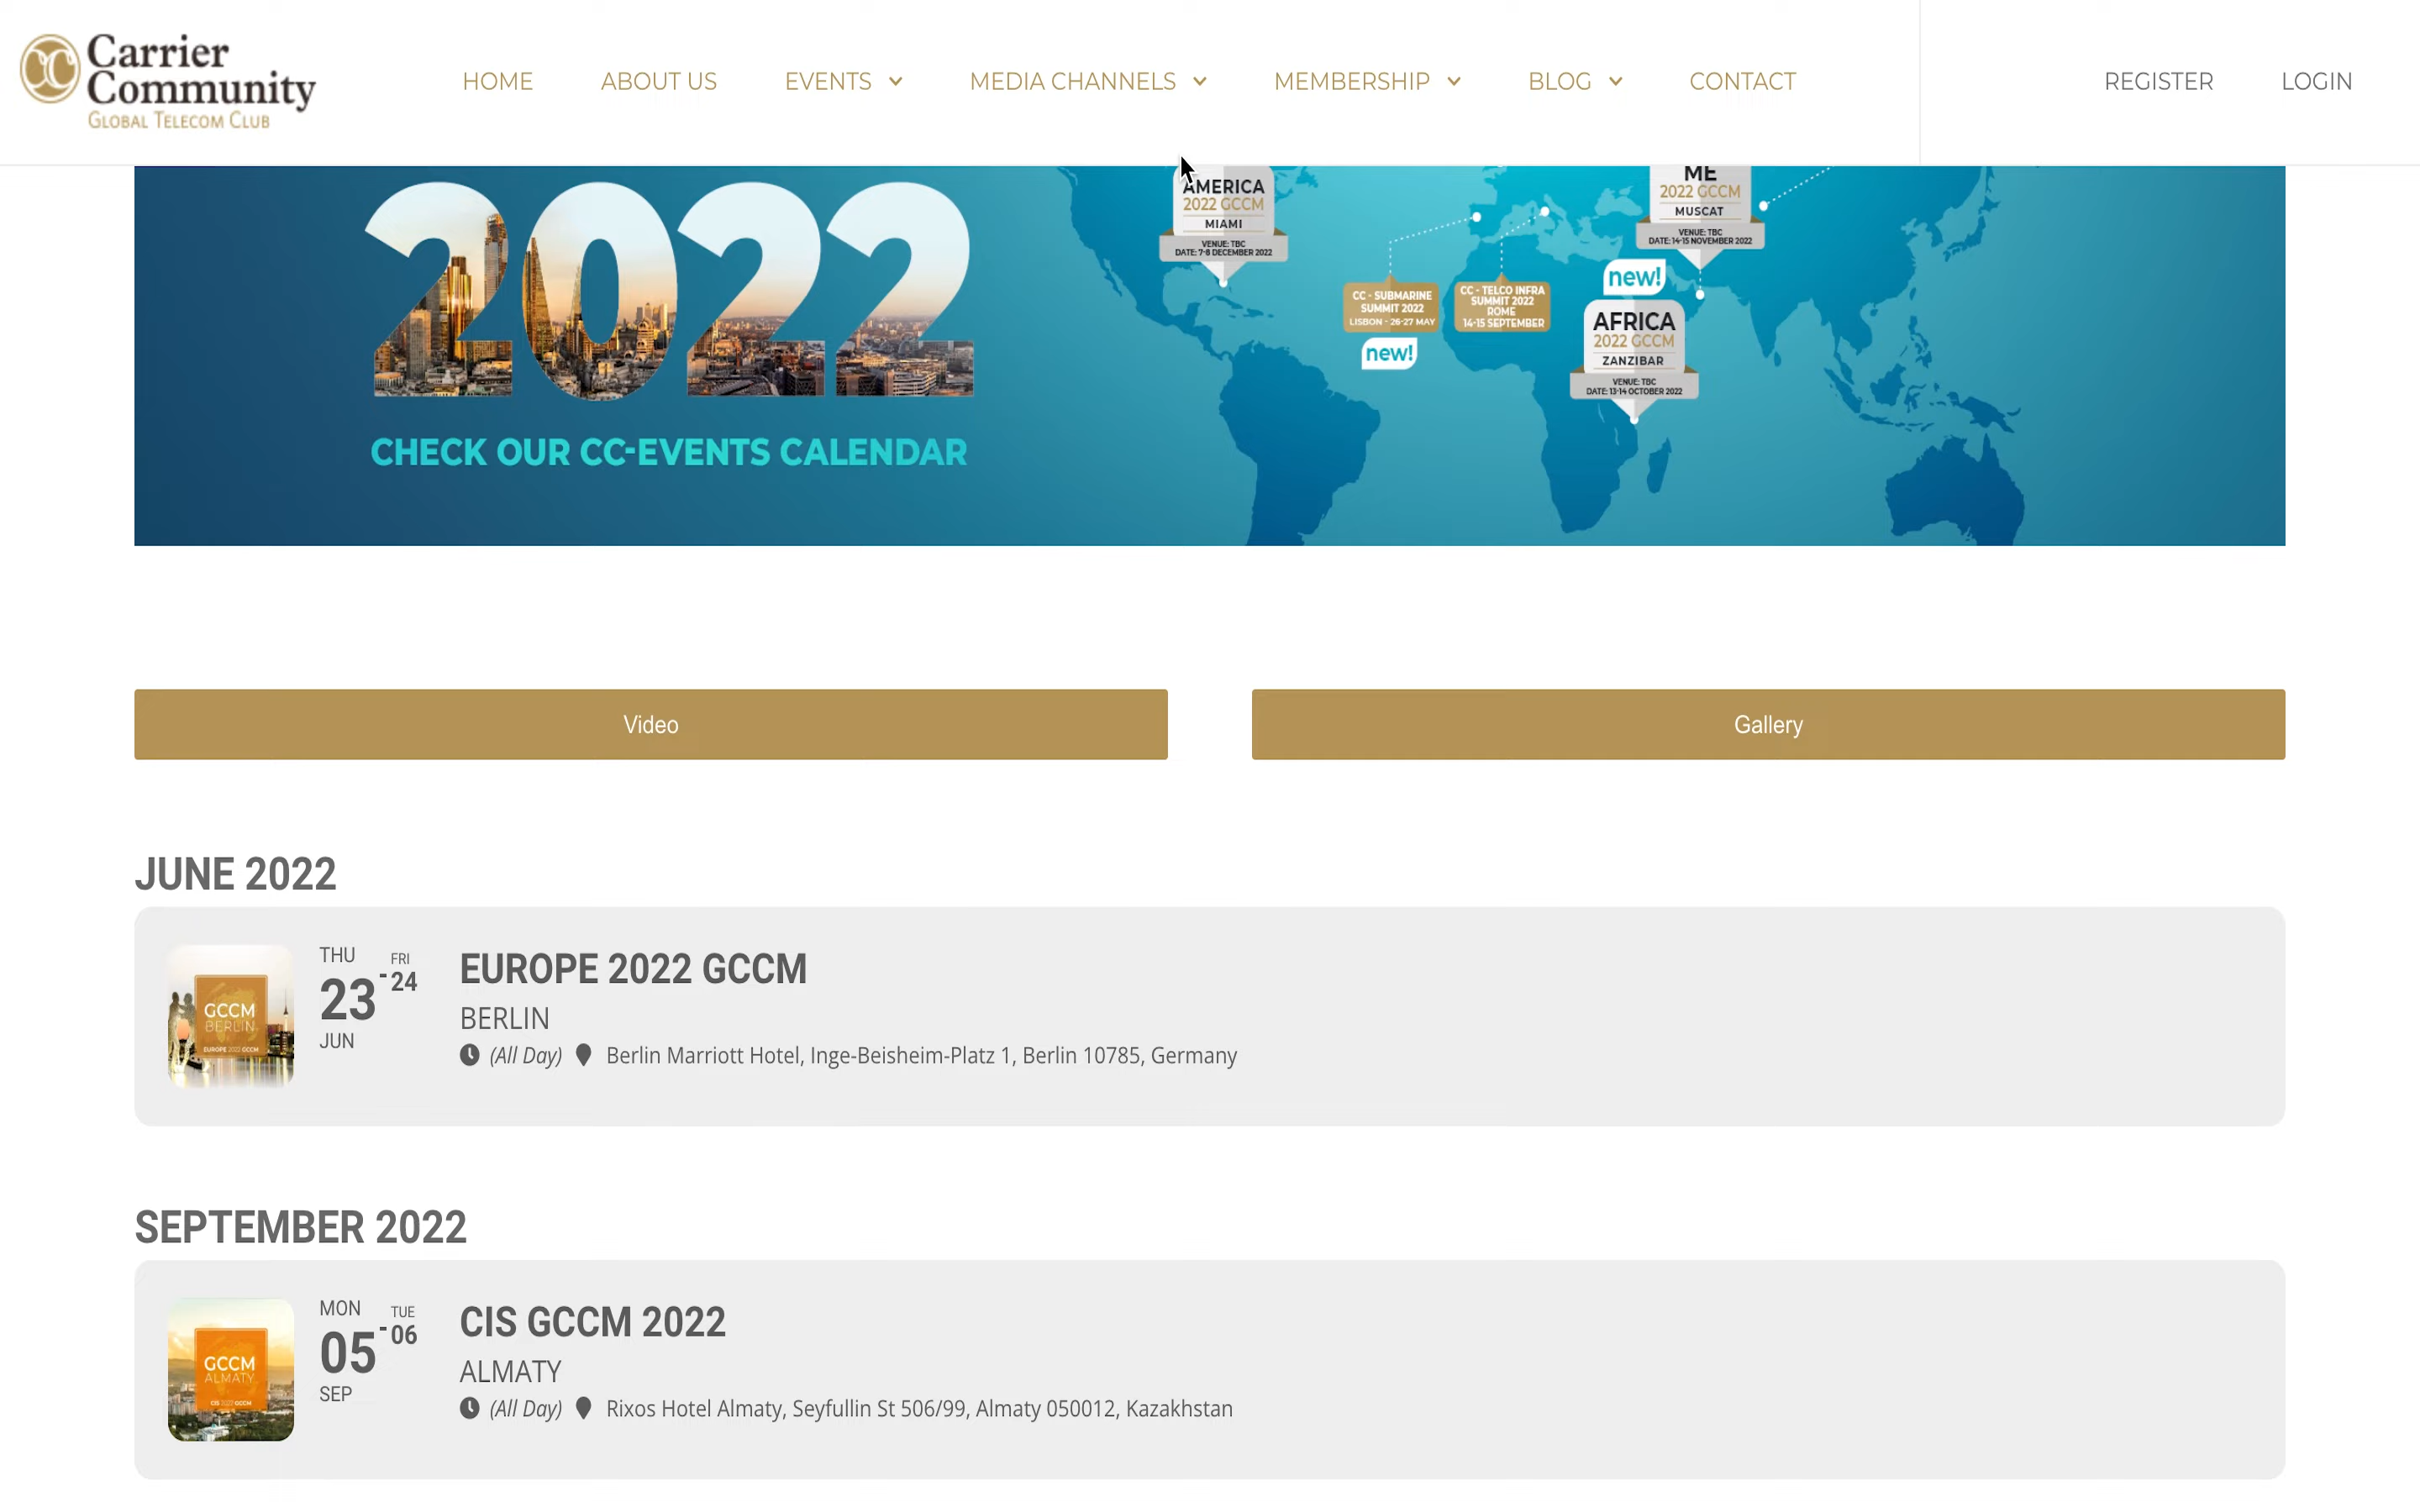 Carrier
Community
GLOBAL TELECOM CLUB
HOME
ABOUT US
EVENTS
MEDIA CHANNELS
MEMBERSHIP
BLOG
CONTACT
REGISTER
LOGIN
2022
CHECK OUR CC-EVENTS CALENDAR
AMERICA
2022 GCCM
MIAMI
VENUE: TBC
DATE: 7-8 DECEMBER 2022
CC - SUBMARINE
SUMMIT 2022
LISBON - 26-27 MAY
new!
CC - TELCO INFRA
SUMMIT 2022
ROME
14-15 SEPTEMBER
ME
2022 GCCM
MUSCAT
VENUE: TBC
DATE: 14-15 NOVEMBER 2022
new!
AFRICA
2022 GCCM
ZANZIBAR
VENUE: TBC
DATE: 13-14 OCTOBER 2022
Video
Gallery
JUNE 2022
GCCM
BERLIN
EUROPE 2022 GCCM
THU
23
JUN
- FRI
24
EUROPE 2022 GCCM
BERLIN
(All Day) Berlin Marriott Hotel, Inge-Beisheim-Platz 1, Berlin 10785, Germany
SEPTEMBER 2022
GCCM
ALMATY
CIS 2022 GCCM
MON
05
SEP
- TUE
06
CIS GCCM 2022
ALMATY
(All Day) Rixos Hotel Almaty, Seyfullin St 506/99, Almaty 050012, Kazakhstan